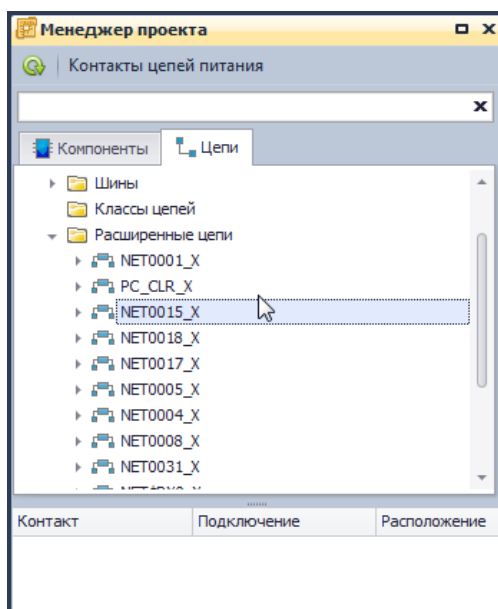 Менеджер проекта
Контакты цепей питания
Компоненты Цепи
Шины
Классы цепей
Расширенные цепи
NET0001_X
PC_CLR_X
NET0015_X
NET0018_X
NET0017_X
NET0005_X
NET0004_X
NET0008_X
NET0031_X
Контакт Подключение Расположение